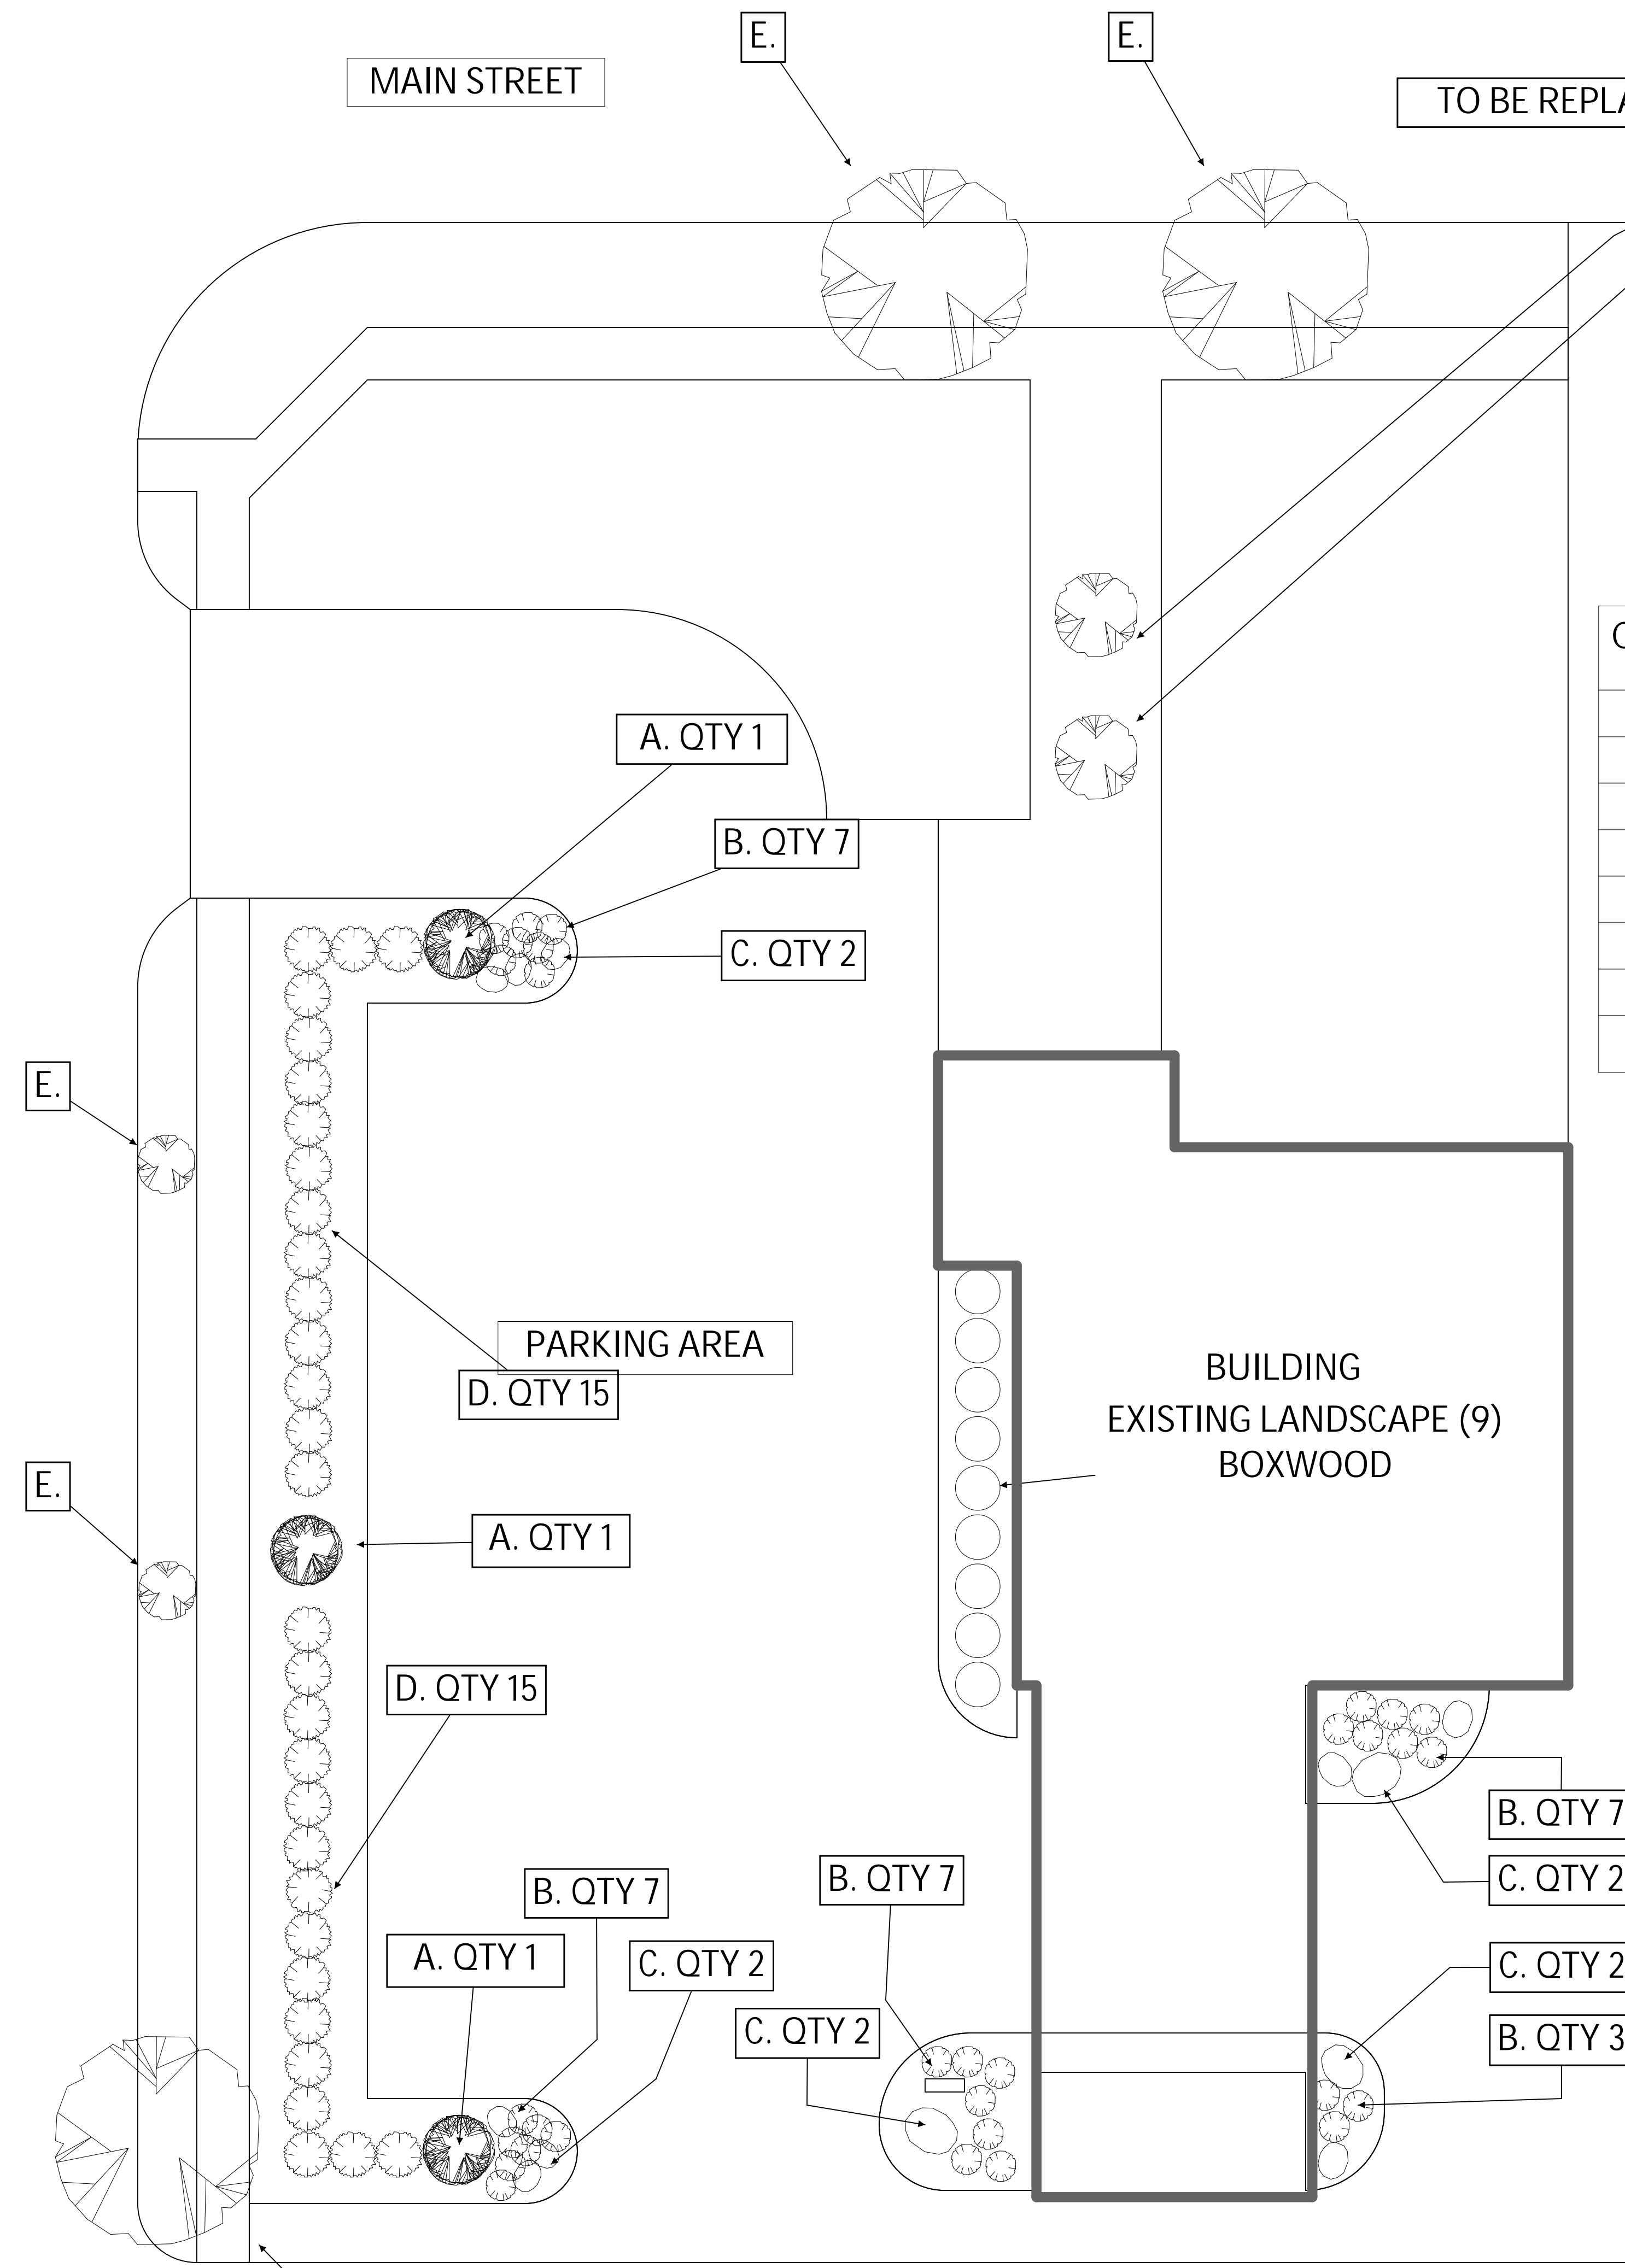 E.
E.
MAIN STREET
TO BE REPLA
A. QTY 1
B. QTY 7
C. QTY 2
E.
PARKING AREA
D. QTY 15
BUILDING
EXISTING LANDSCAPE (9)
BOXWOOD
E.
A. QTY 1
D. QTY 15
B. QTY 7
C. QTY 2
B. QTY 7
B. QTY 7
A. QTY 1
C. QTY 2
C. QTY 2
C. QTY 2
B. QTY 3